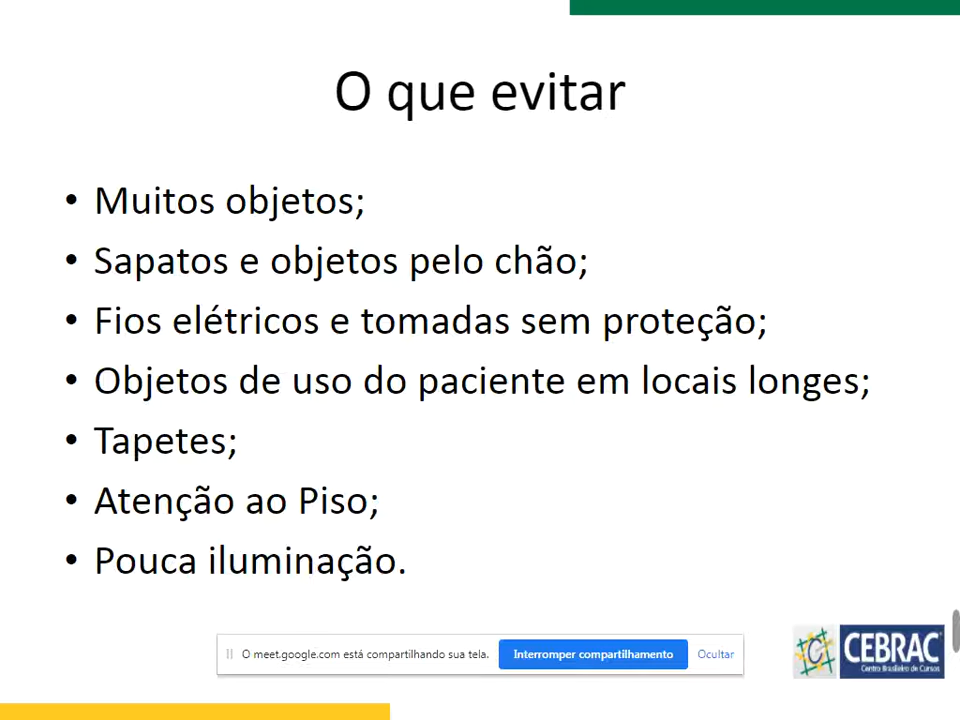 O que evitar
• Muitos objetos;
• Sapatos e objetos pelo chão;
• Fios elétricos e tomadas sem proteção;
• Objetos de uso do paciente em locais longes;
• Tapetes;
• Atenção ao Piso;
• Pouca iluminação.
O meet.google.com está compartilhando sua tela. Interromper compartilhamento Ocultar
CEBRAC
Centro Brasileiro de Cursos